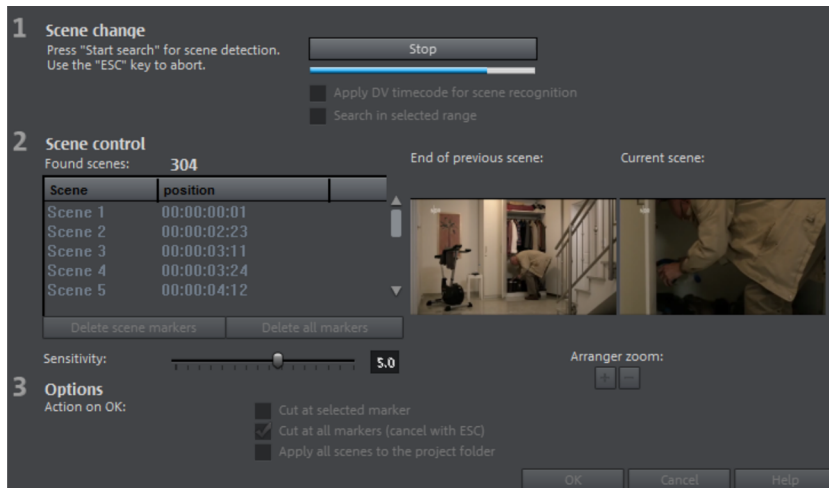 1 Scene change
Press "Start search" for scene detection.
Use the "ESC" key to abort.
Stop
Apply DV timecode for scene recognition
Search in selected range
2 Scene control
Found scenes: 304
End of previous scene: Current scene:
Scene position
Scene 1 00:00:00:01
Scene 2 00:00:02:23
Scene 3 00:00:03:11
Scene 4 00:00:03:24
Scene 5 00:00:04:12
Delete scene markers Delete all markers
Sensitivity: 5.0
Arranger zoom:
+ -
3 Options
Action on OK:
Cut at selected marker
Cut at all markers (cancel with ESC)
Apply all scenes to the project folder
OK Cancel Help